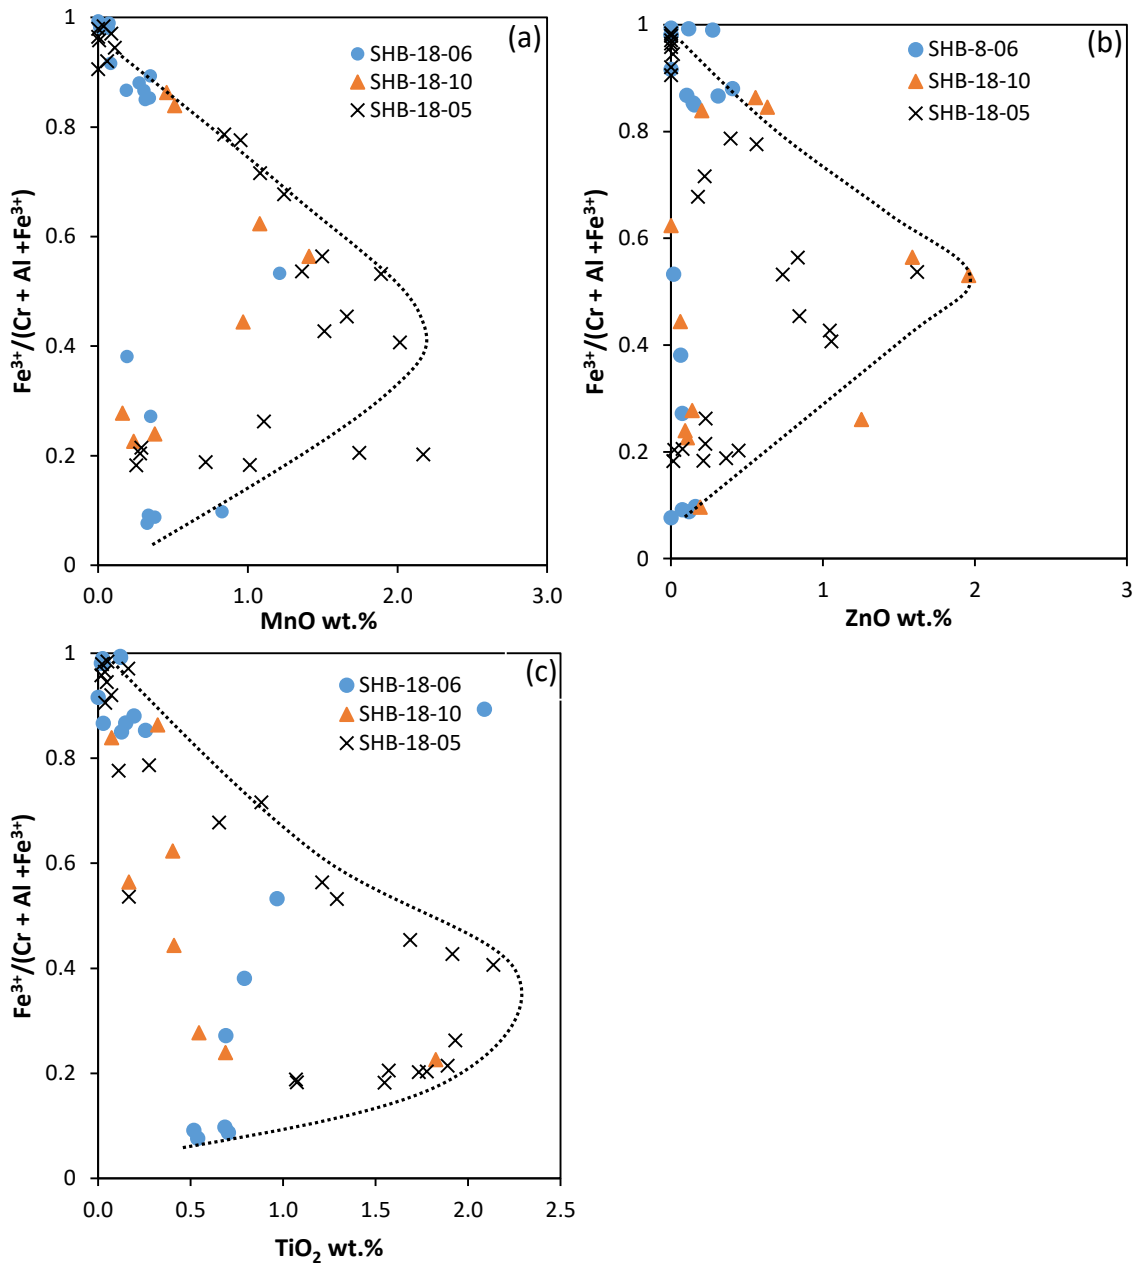 (a)
SHB-18-06
SHB-18-10
SHB-18-05
1
0.8
0.6
0.4
0.2
0
Fe³⁺/(Cr + Al +Fe³⁺)
0.0 1.0 2.0 3.0
MnO wt.%
(b)
SHB-8-06
SHB-18-10
SHB-18-05
1
0.8
0.6
0.4
0.2
0
Fe³⁺/(Cr + Al +Fe³⁺)
0 1 2 3
ZnO wt.%
(c)
SHB-18-06
SHB-18-10
SHB-18-05
1
0.8
0.6
0.4
0.2
0
Fe³⁺/(Cr + Al +Fe³⁺)
0.0 0.5 1.0 1.5 2.0 2.5
TiO₂ wt.%